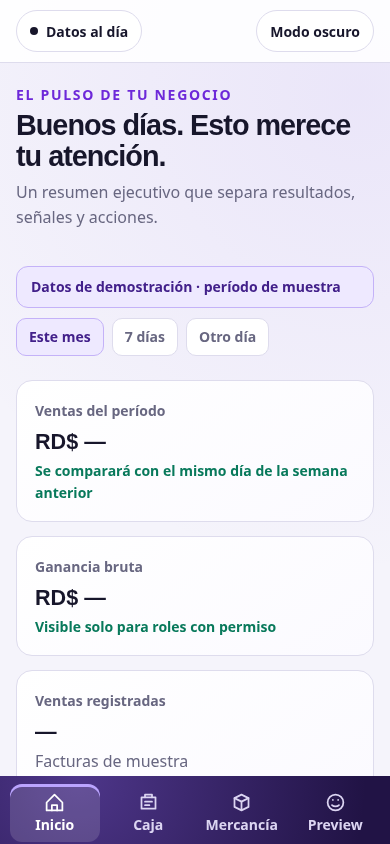 Datos al día
Modo oscuro
EL PULSO DE TU NEGOCIO
Buenos días. Esto merece
tu atención.
Un resumen ejecutivo que separa resultados,
señales y acciones.
Datos de demostración · período de muestra
Este mes
7 días
Otro día
Ventas del período
RD$ —
Se comparará con el mismo día de la semana
anterior
Ganancia bruta
RD$ —
Visible solo para roles con permiso
Ventas registradas
—
Facturas de muestra
Inicio
Caja
Mercancía
Preview